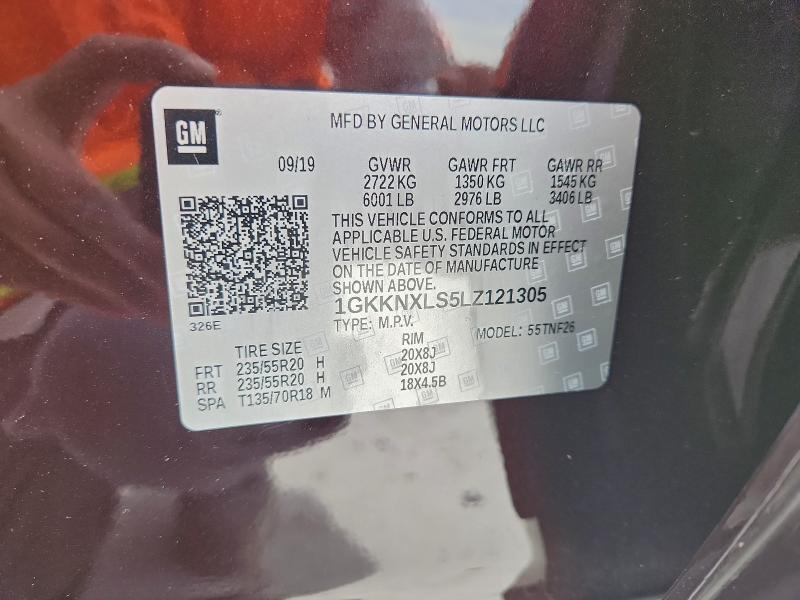 GM
MFD BY GENERAL MOTORS LLC
09/19 GVWR GAWR FRT GAWR RR
2722 KG 1350 KG 1545 KG
6001 LB 2976 LB 3406 LB
THIS VEHICLE CONFORMS TO ALL
APPLICABLE U.S. FEDERAL MOTOR
VEHICLE SAFETY STANDARDS IN EFFECT
ON THE DATE OF MANUFACTURE
SHOWN ABOVE.
1GKKNXLS5LZ121305
326E
TYPE: M.P.V. MODEL: 55TNF26
TIRE SIZE RIM
FRT 235/55R20 H 20X8J
RR 235/55R20 H 20X8J
SPA T135/70R18 M 18X4.5B